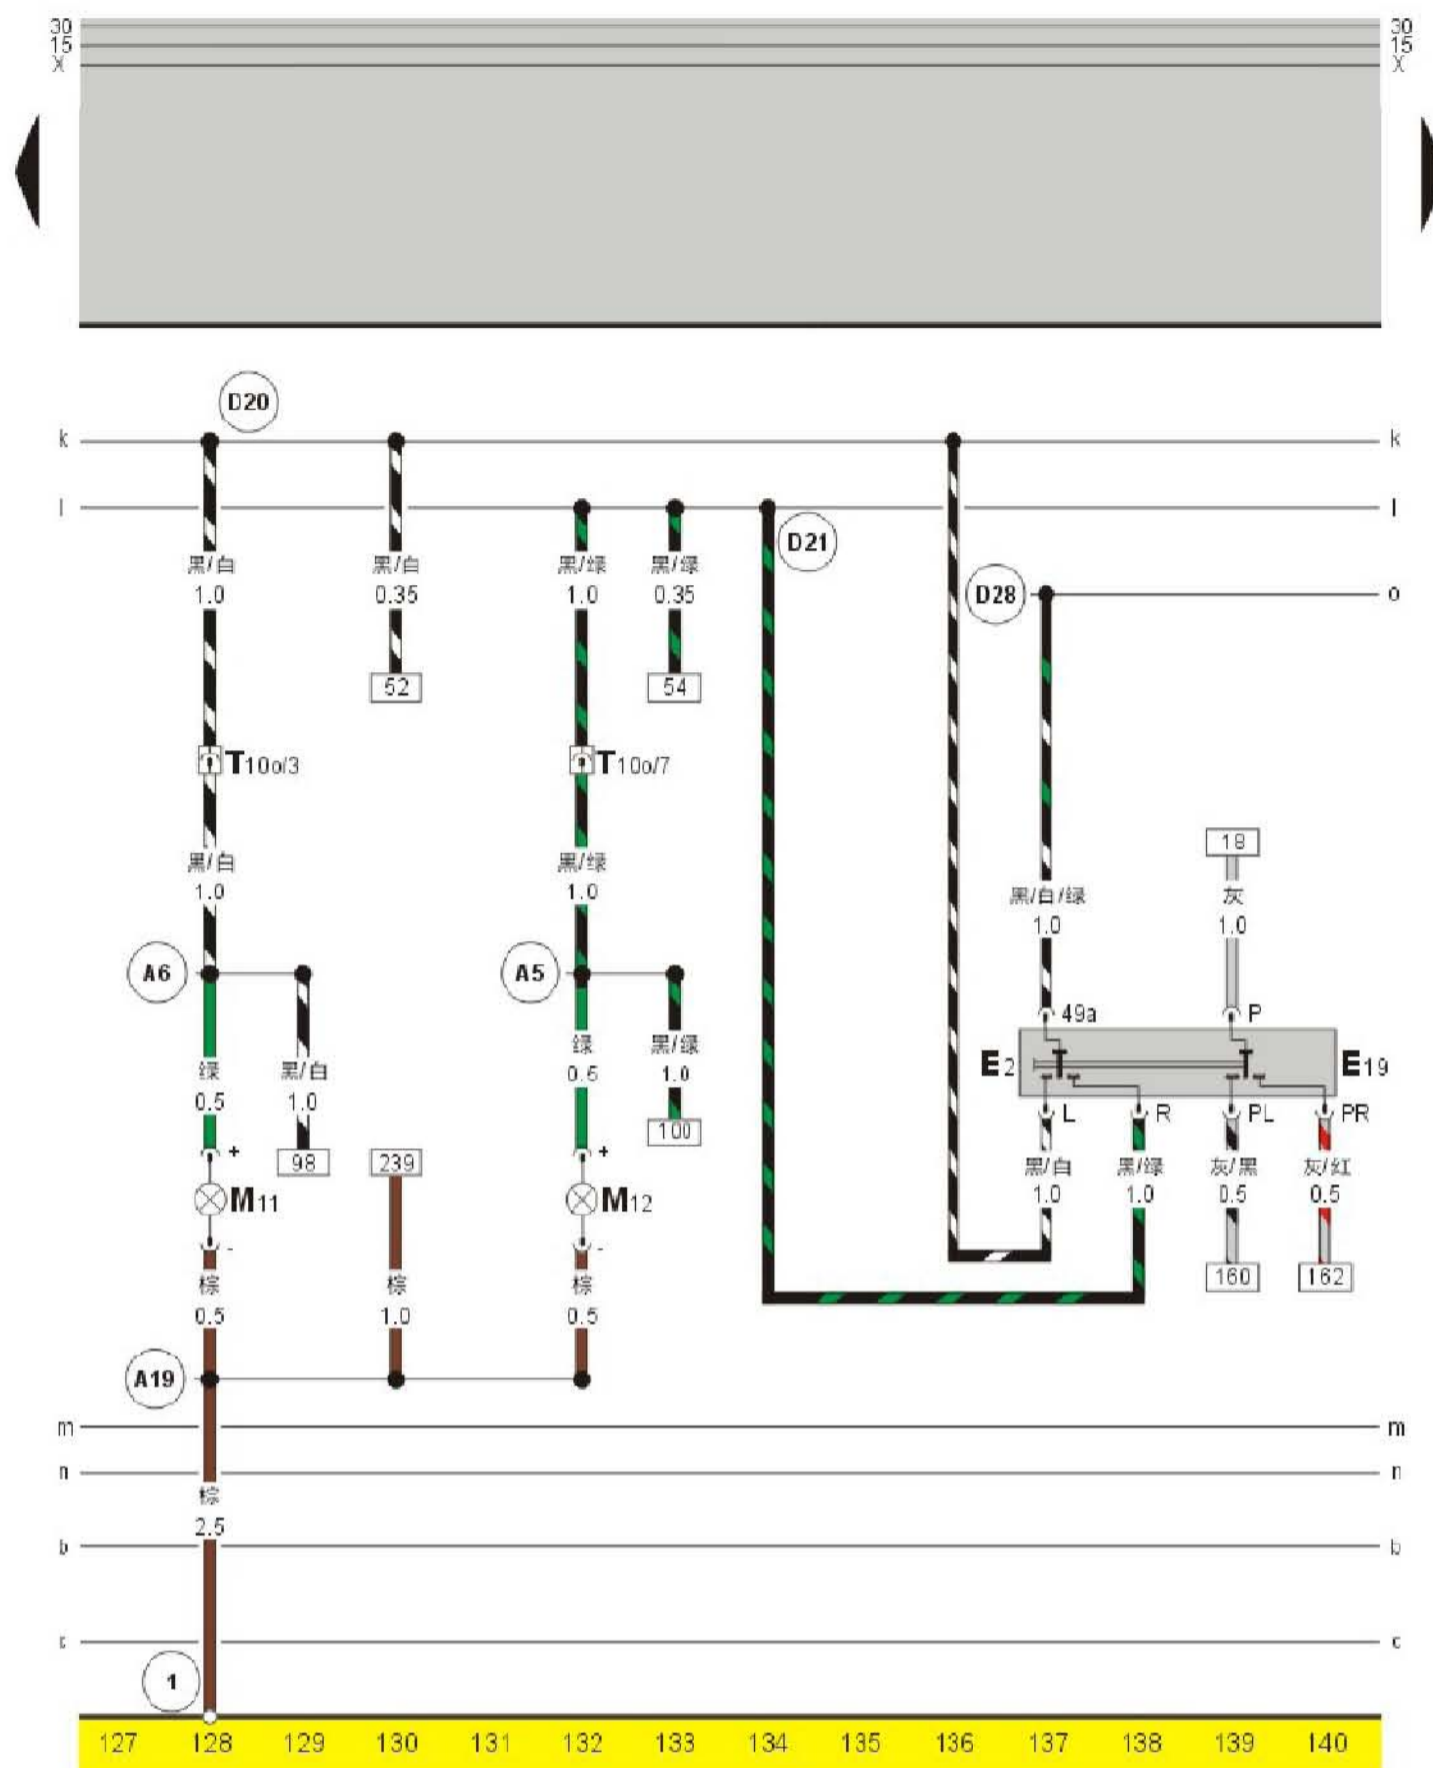 30 30
15 15
X X
D20
k k
l l
D21
黑/白 黑/白 黑/绿 黑/绿
1.0 0.35 1.0 0.35
D28 o
52 54
T10o/3 T10o/7
18
黑/白 黑/绿
1.0 1.0
黑/白/绿 灰
1.0 1.0
A6 A5
49a P
绿 黑/绿
0.5 1.0
E2 E19
绿 黑/白
0.5 1.0
L R PL PR
100
+ +
98 239
黑/白 黑/绿 灰/黑 灰/红
1.0 1.0 0.5 0.5
M11 M12
- -
棕 棕 棕
0.5 1.0 0.5
160 162
A19
m m
n n
棕
2.5
b b
c c
1
127 128 129 130 131 132 133 134 135 136 137 138 139 140